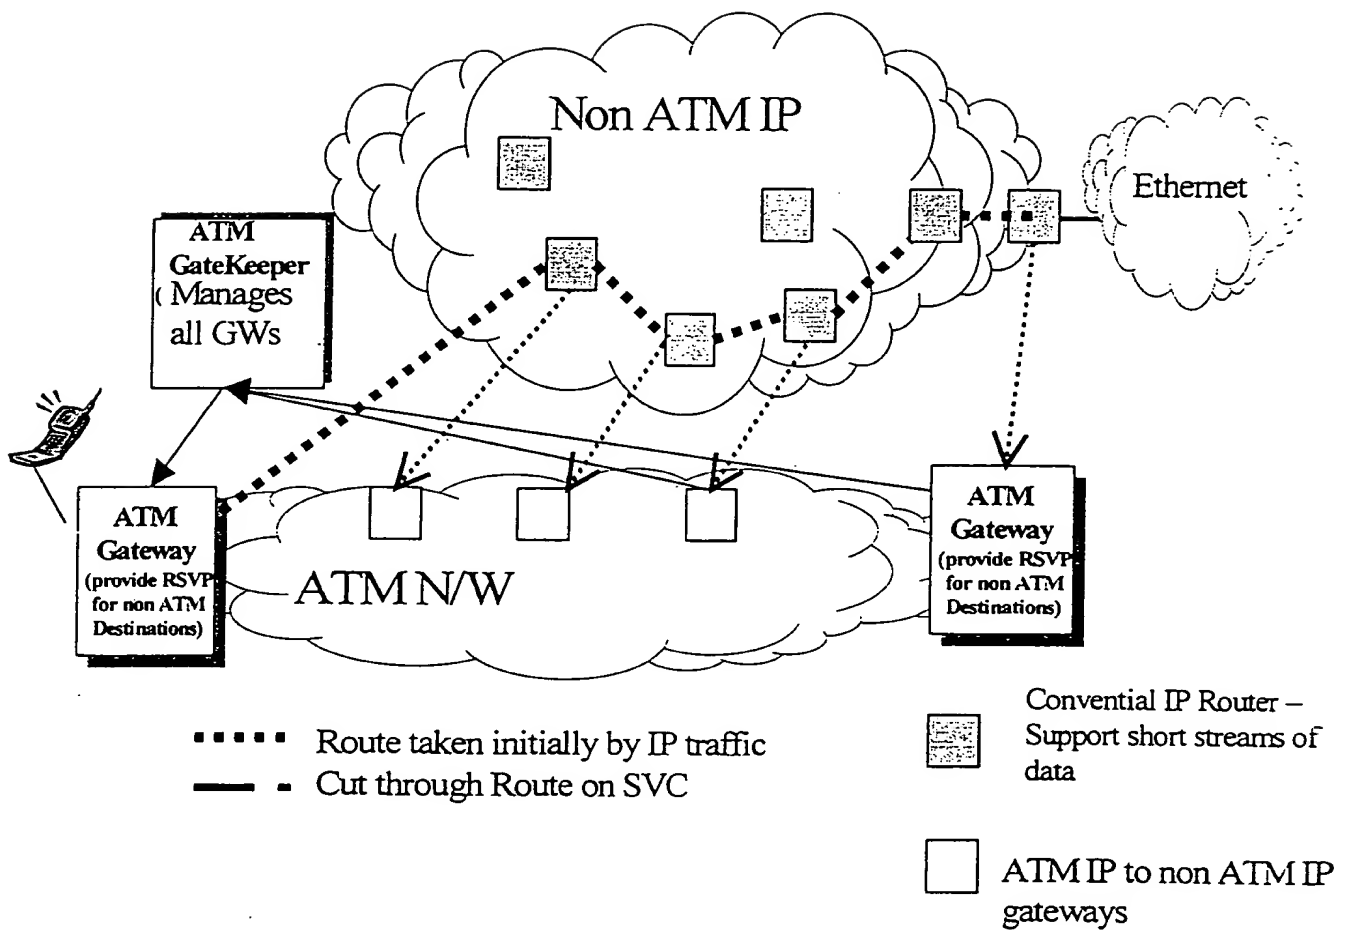 Non ATM IP
Ethernet
ATM
GateKeeper
( Manages
all GWs
ATM
Gateway
(provide RSVP
for non ATM
Destinations)
ATM N/W
ATM
Gateway
(provide RSVP
for non ATM
Destinations)
Route taken initially by IP traffic
Cut through Route on SVC
Convential IP Router –
Support short streams of
data
ATM IP to non ATM IP
gateways